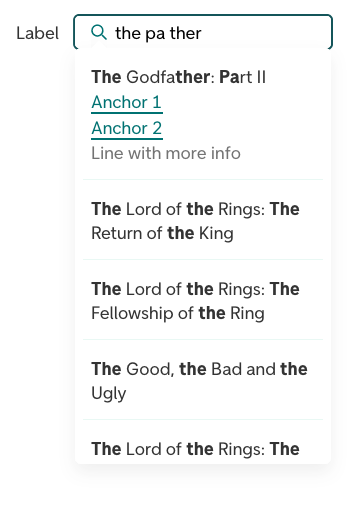 Label
the pa ther
The Godfather: Part II
Anchor 1
Anchor 2
Line with more info
The Lord of the Rings: The
Return of the King
The Lord of the Rings: The
Fellowship of the Ring
The Good, the Bad and the
Ugly
The Lord of the Rings: The